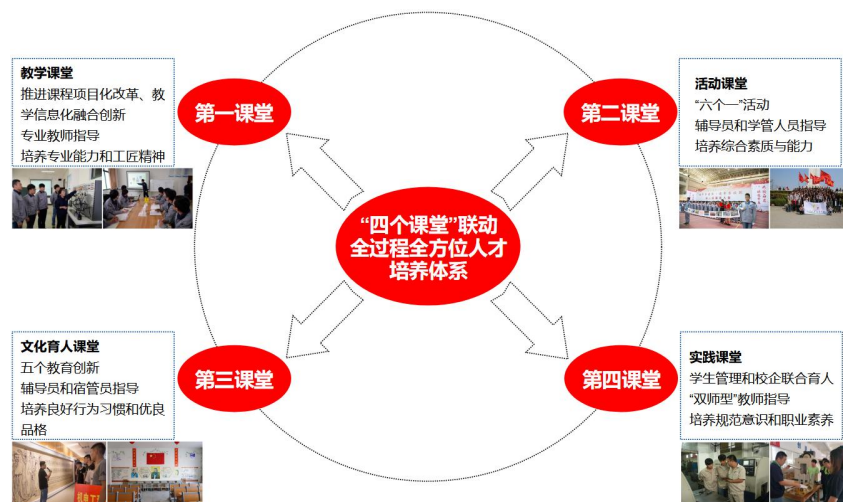 教学课堂
推进课程项目化改革、教
学信息化融合创新
专业教师指导
培养专业能力和工匠精神
第一课堂
第二课堂
活动课堂
“六个一”活动
辅导员和学管人员指导
培养综合素质与能力
“四个课堂”联动
全过程全方位人才
培养体系
文化育人课堂
五个教育创新
辅导员和宿管员指导
培养良好行为习惯和优良
品格
第三课堂
第四课堂
实践课堂
学生管理和校企联合育人
“双师型”教师指导
培养规范意识和职业素养